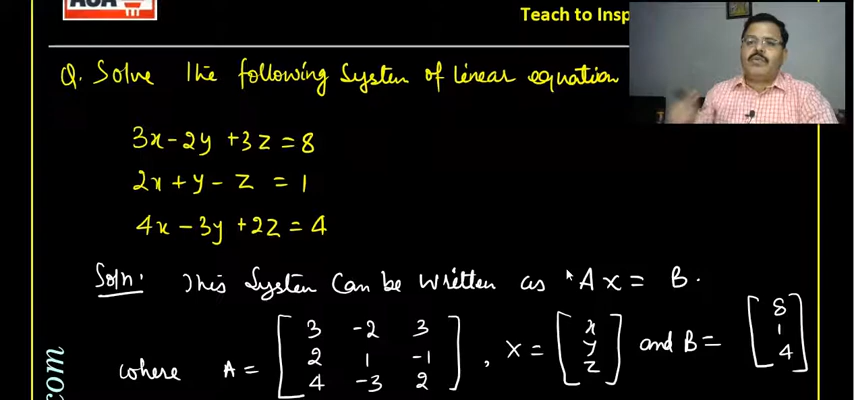 AOA
Teach to Insp
Q. Solve The following System of linear equation
3x - 2y + 3z = 8
2x + y - z = 1
4x - 3y + 2z = 4
Soln: This System Can be written as AX = B.
where A = [3 -2 3; 2 1 -1; 4 -3 2], X = [x; y; z] and B = [8; 1; 4]
com